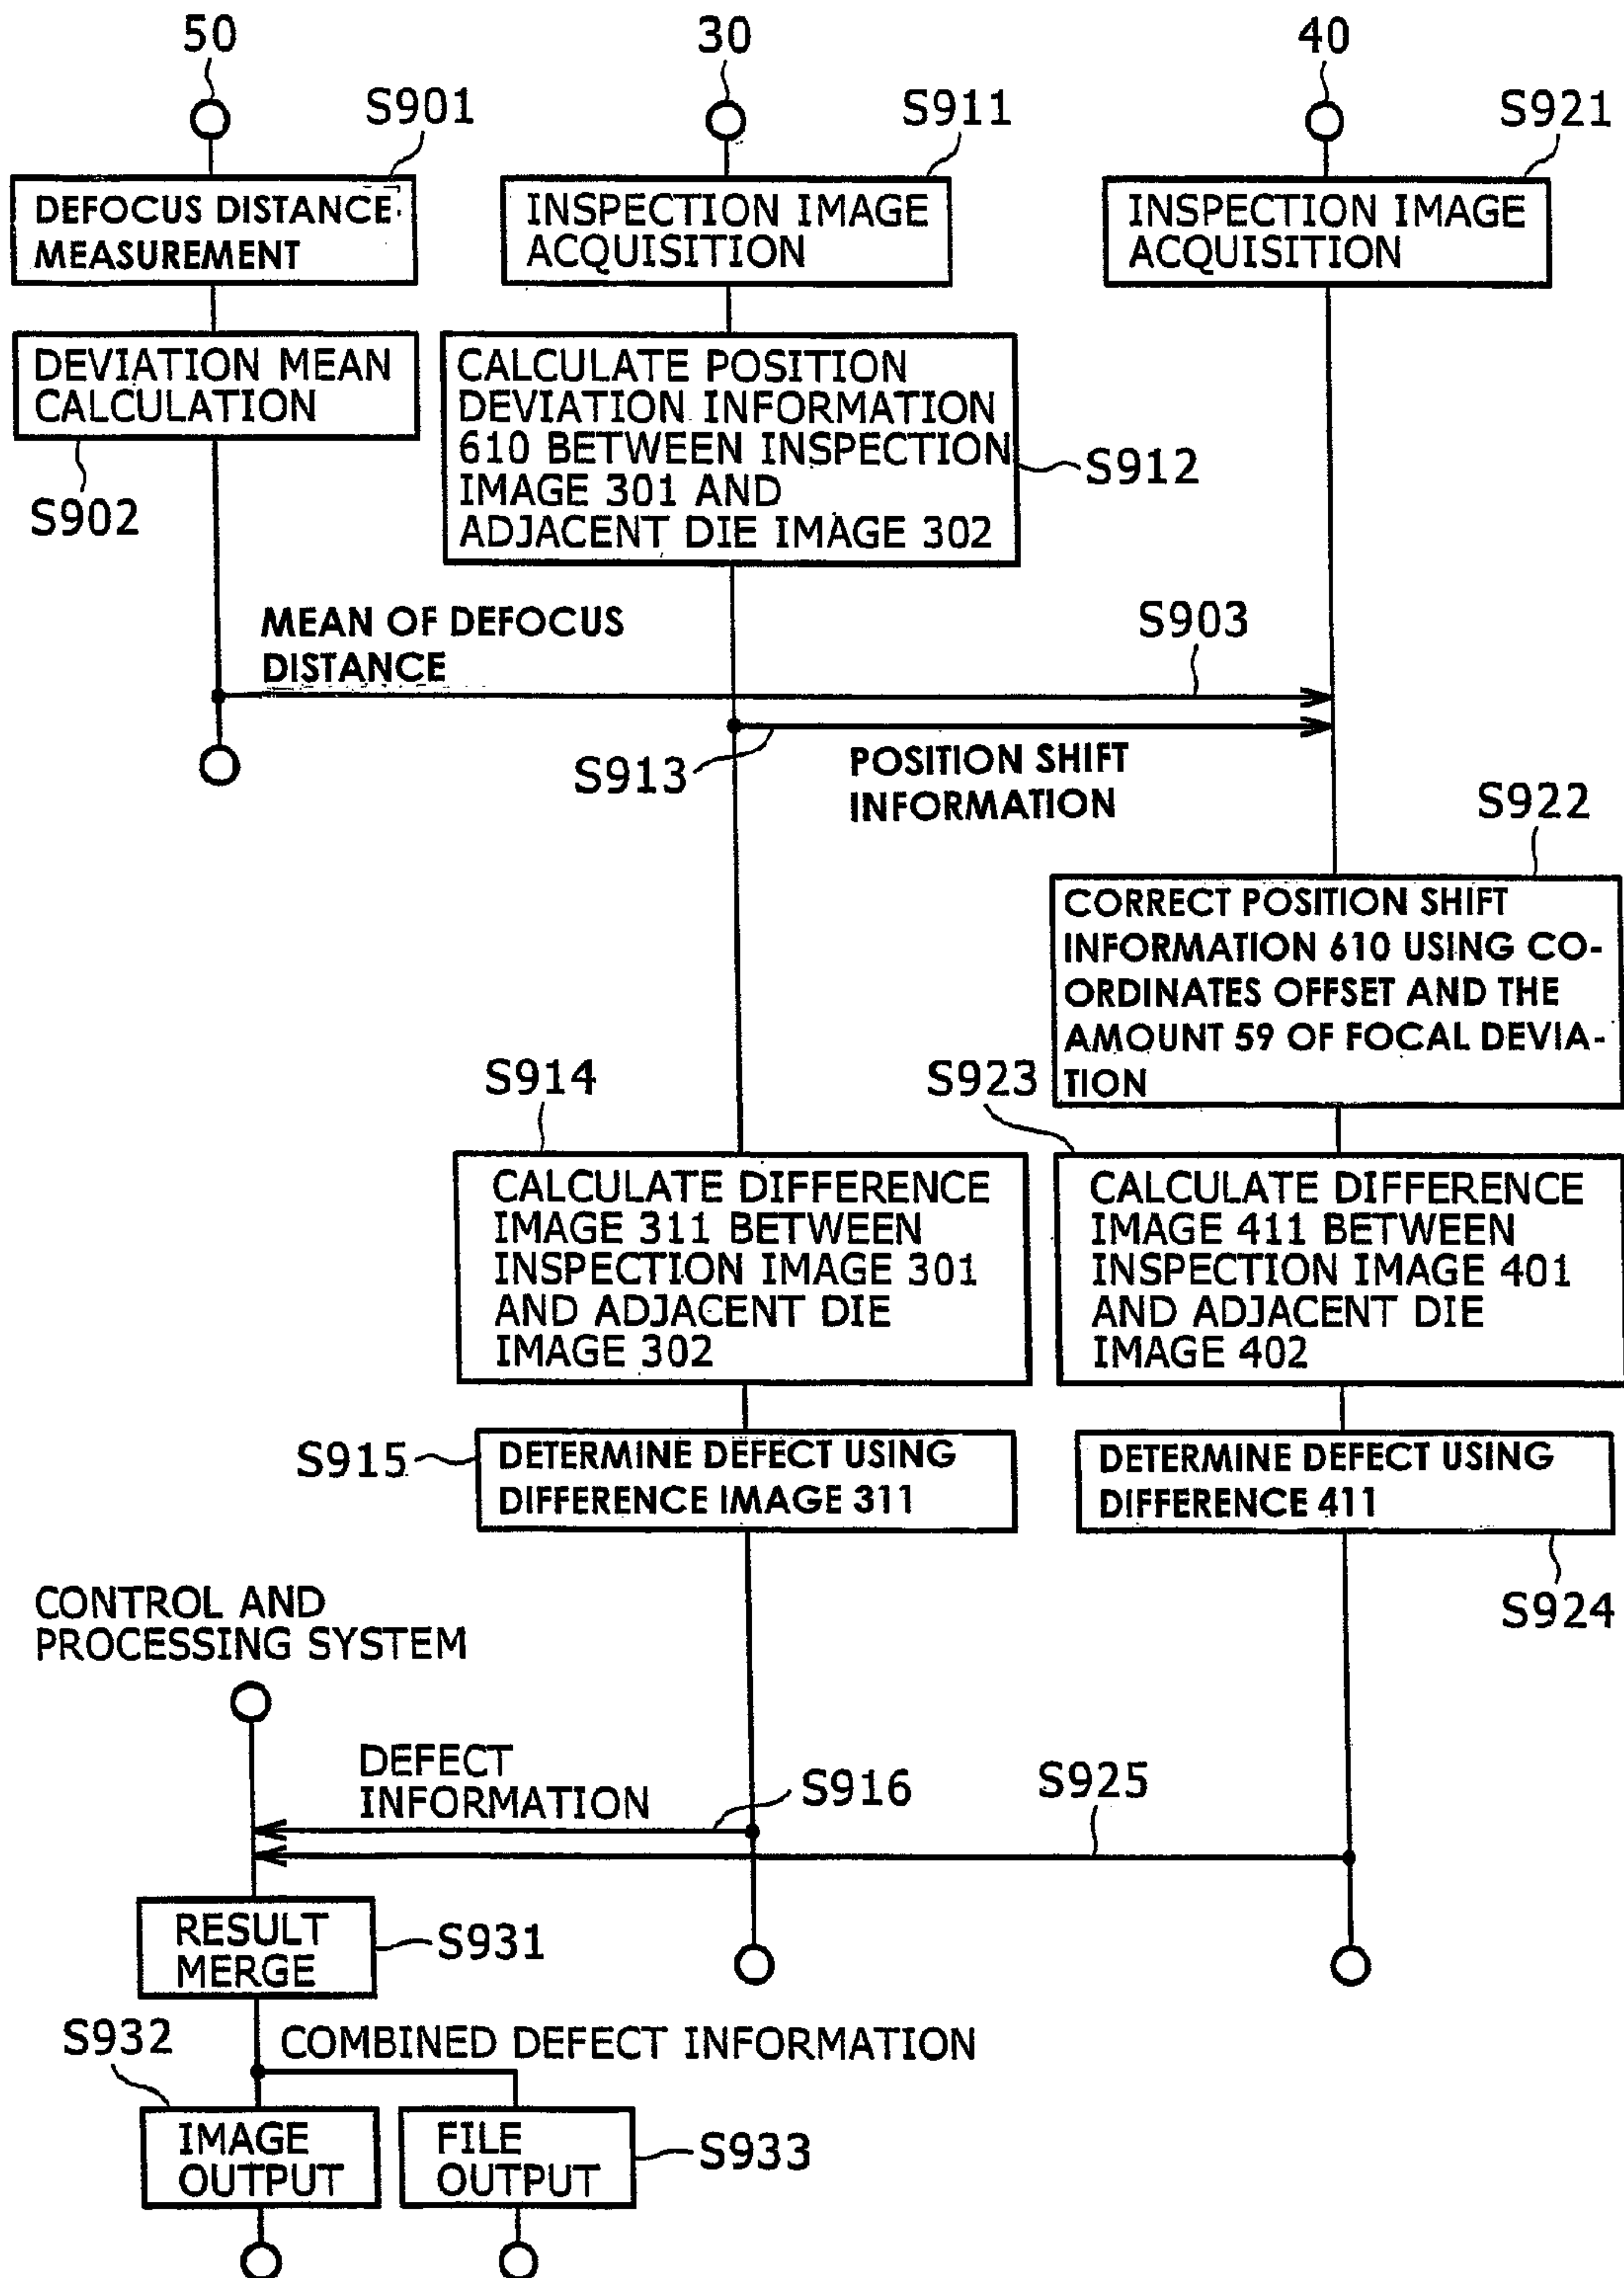 50
30
40
S901
S911
S921
DEFOCUS DISTANCE
MEASUREMENT
INSPECTION IMAGE
ACQUISITION
INSPECTION IMAGE
ACQUISITION
DEVIATION MEAN
CALCULATION
S902
CALCULATE POSITION
DEVIATION INFORMATION
610 BETWEEN INSPECTION
IMAGE 301 AND
ADJACENT DIE IMAGE 302
S912
MEAN OF DEFOCUS
DISTANCE
S903
S913
POSITION SHIFT
INFORMATION
S922
CORRECT POSITION SHIFT
INFORMATION 610 USING CO-
ORDINATES OFFSET AND THE
AMOUNT 59 OF FOCAL DEVIA-
TION
S914
S923
CALCULATE DIFFERENCE
IMAGE 311 BETWEEN
INSPECTION IMAGE 301
AND ADJACENT DIE
IMAGE 302
CALCULATE DIFFERENCE
IMAGE 411 BETWEEN
INSPECTION IMAGE 401
AND ADJACENT DIE
IMAGE 402
S915
DETERMINE DEFECT USING
DIFFERENCE IMAGE 311
DETERMINE DEFECT USING
DIFFERENCE 411
S924
CONTROL AND
PROCESSING SYSTEM
DEFECT
INFORMATION
S916
S925
RESULT
MERGE
S931
S932
COMBINED DEFECT INFORMATION
IMAGE
OUTPUT
FILE
OUTPUT
S933